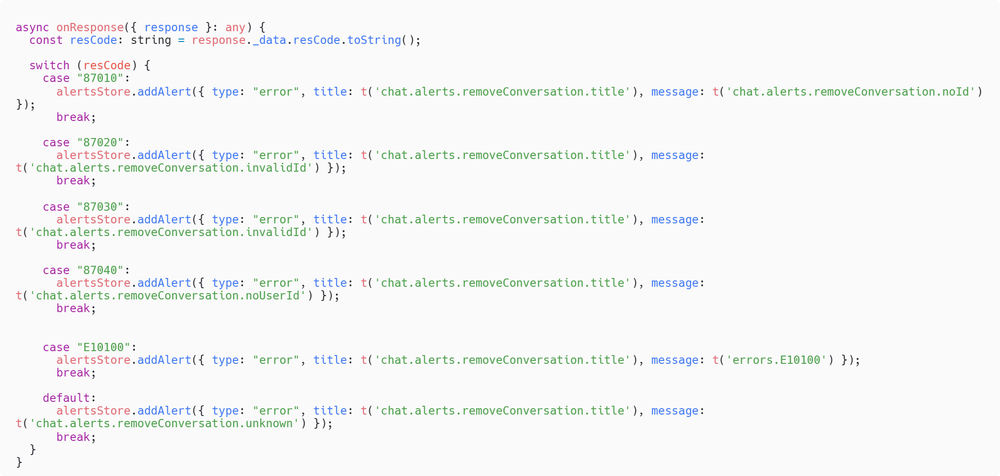 async onResponse({ response }: any) {
  const resCode: string = response._data.resCode.toString();

  switch (resCode) {
    case "87010":
      alertsStore.addAlert({ type: "error", title: t('chat.alerts.removeConversation.title'), message: t('chat.alerts.removeConversation.noId')
});
      break;

    case "87020":
      alertsStore.addAlert({ type: "error", title: t('chat.alerts.removeConversation.title'), message:
t('chat.alerts.removeConversation.invalidId') });
      break;

    case "87030":
      alertsStore.addAlert({ type: "error", title: t('chat.alerts.removeConversation.title'), message:
t('chat.alerts.removeConversation.invalidId') });
      break;

    case "87040":
      alertsStore.addAlert({ type: "error", title: t('chat.alerts.removeConversation.title'), message:
t('chat.alerts.removeConversation.noUserId') });
      break;


    case "E10100":
      alertsStore.addAlert({ type: "error", title: t('chat.alerts.removeConversation.title'), message: t('errors.E10100') });
      break;

    default:
      alertsStore.addAlert({ type: "error", title: t('chat.alerts.removeConversation.title'), message:
t('chat.alerts.removeConversation.unknown') });
      break;
  }
}